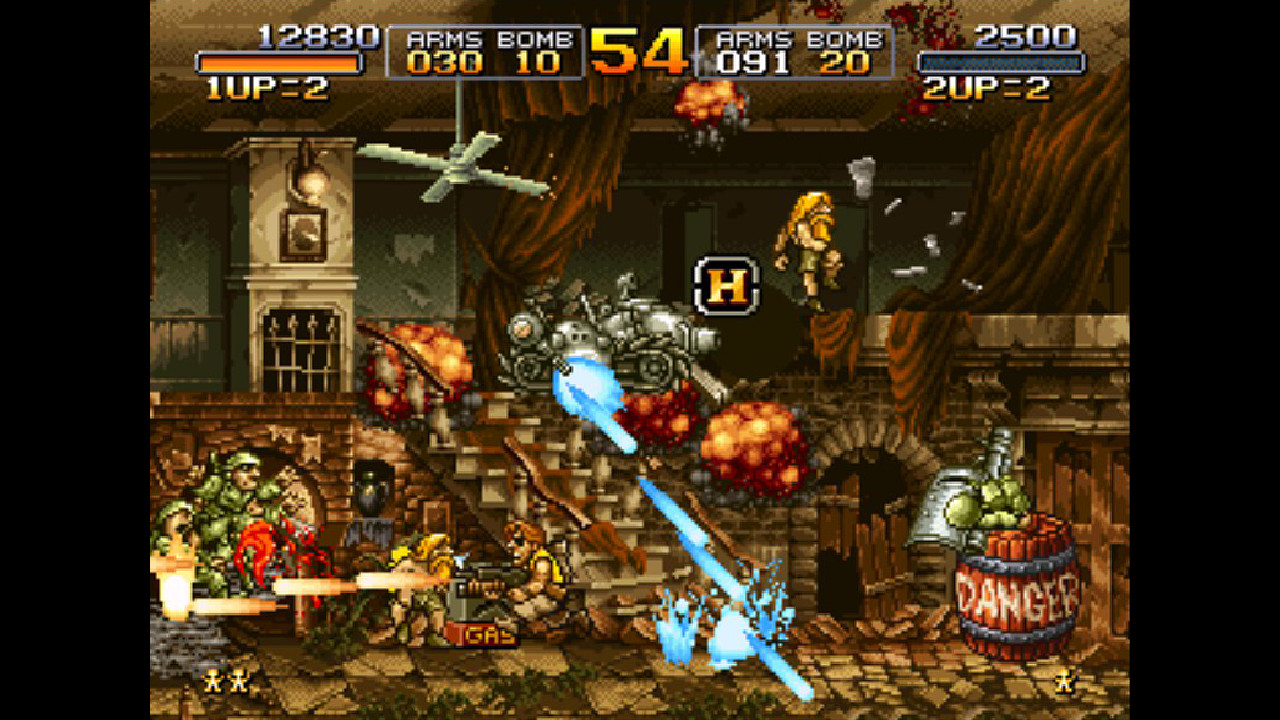 12830 ARMS BOMB 54 ARMS BOMB 2500
030 10 091 20
1UP=2 2UP=2
H
DANGER
GAS